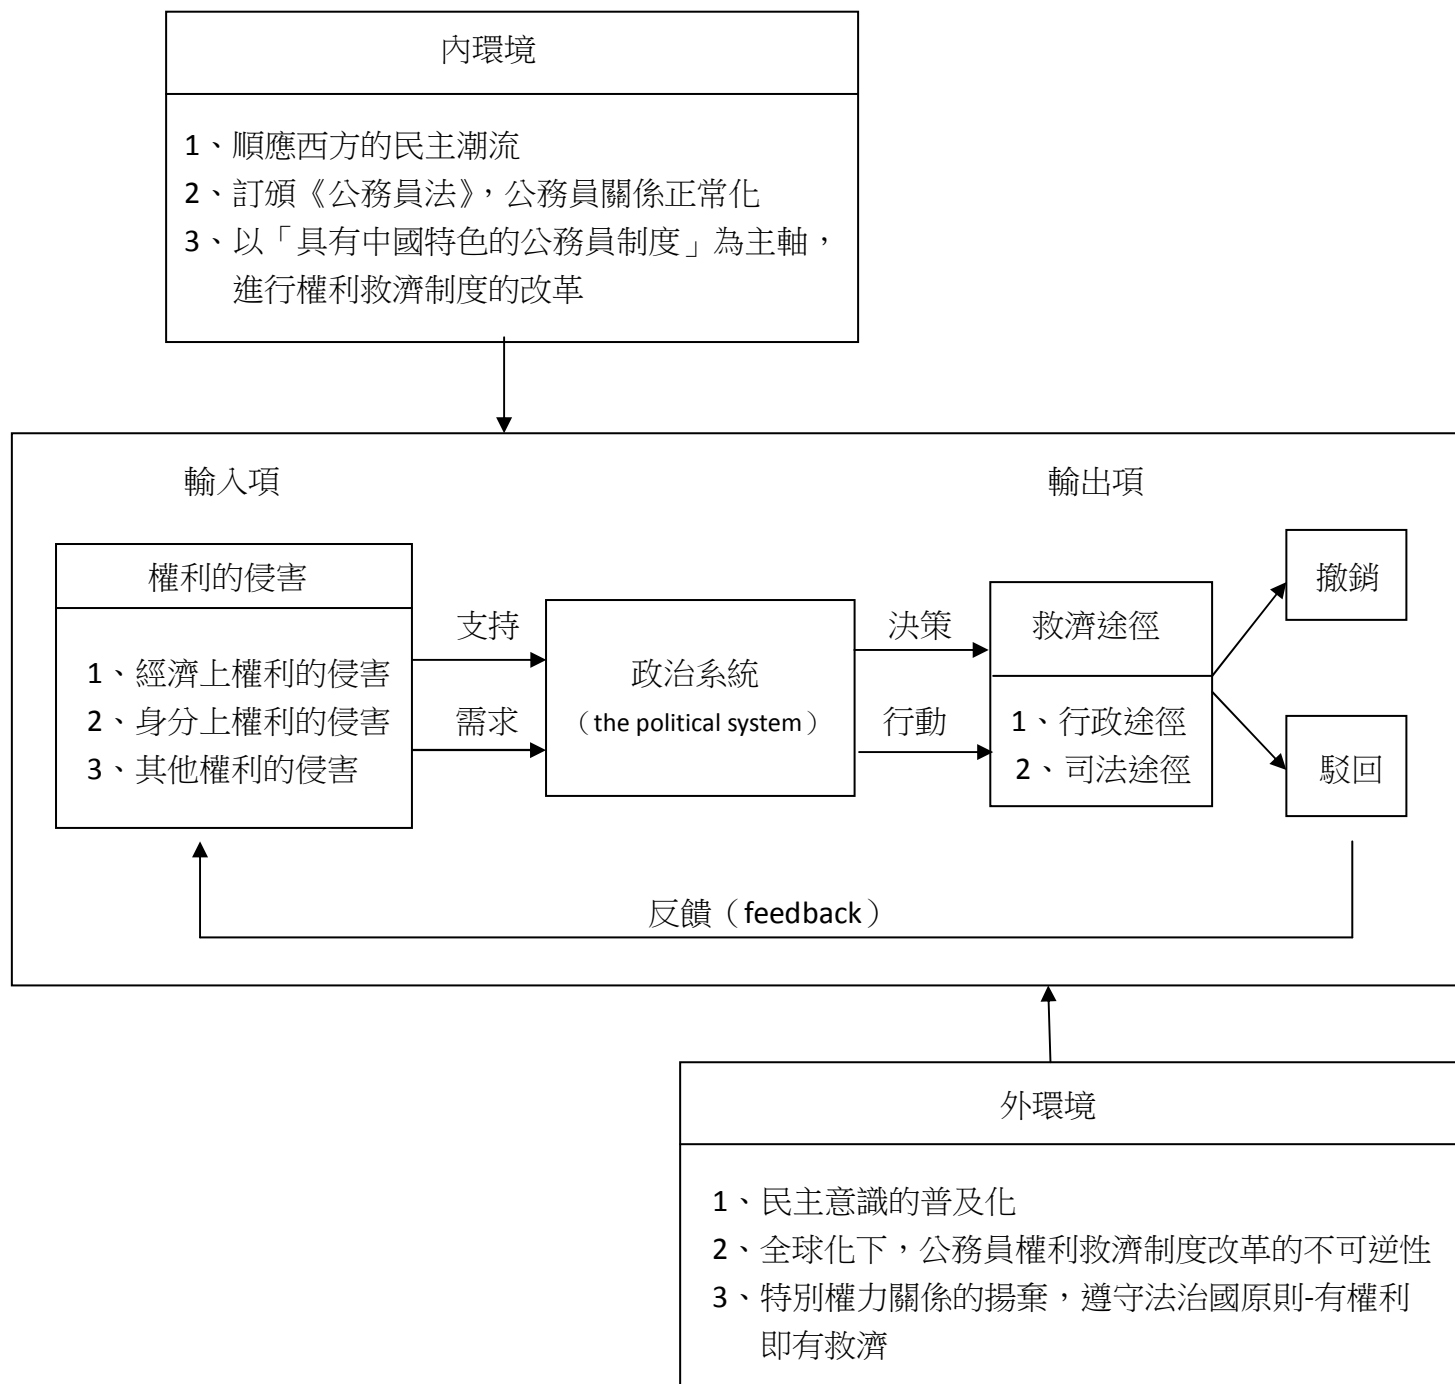 內環境
1、順應西方的民主潮流
2、訂頒《公務員法》，公務員關係正常化
3、以「具有中國特色的公務員制度」為主軸，
進行權利救濟制度的改革
輸入項
輸出項
權利的侵害
1、經濟上權利的侵害
2、身分上權利的侵害
3、其他權利的侵害
支持
需求
政治系統
（the political system）
決策
行動
救濟途徑
1、行政途徑
2、司法途徑
撤銷
駁回
反饋（feedback）
外環境
1、民主意識的普及化
2、全球化下，公務員權利救濟制度改革的不可逆性
3、特別權力關係的揚棄，遵守法治國原則-有權利
即有救濟